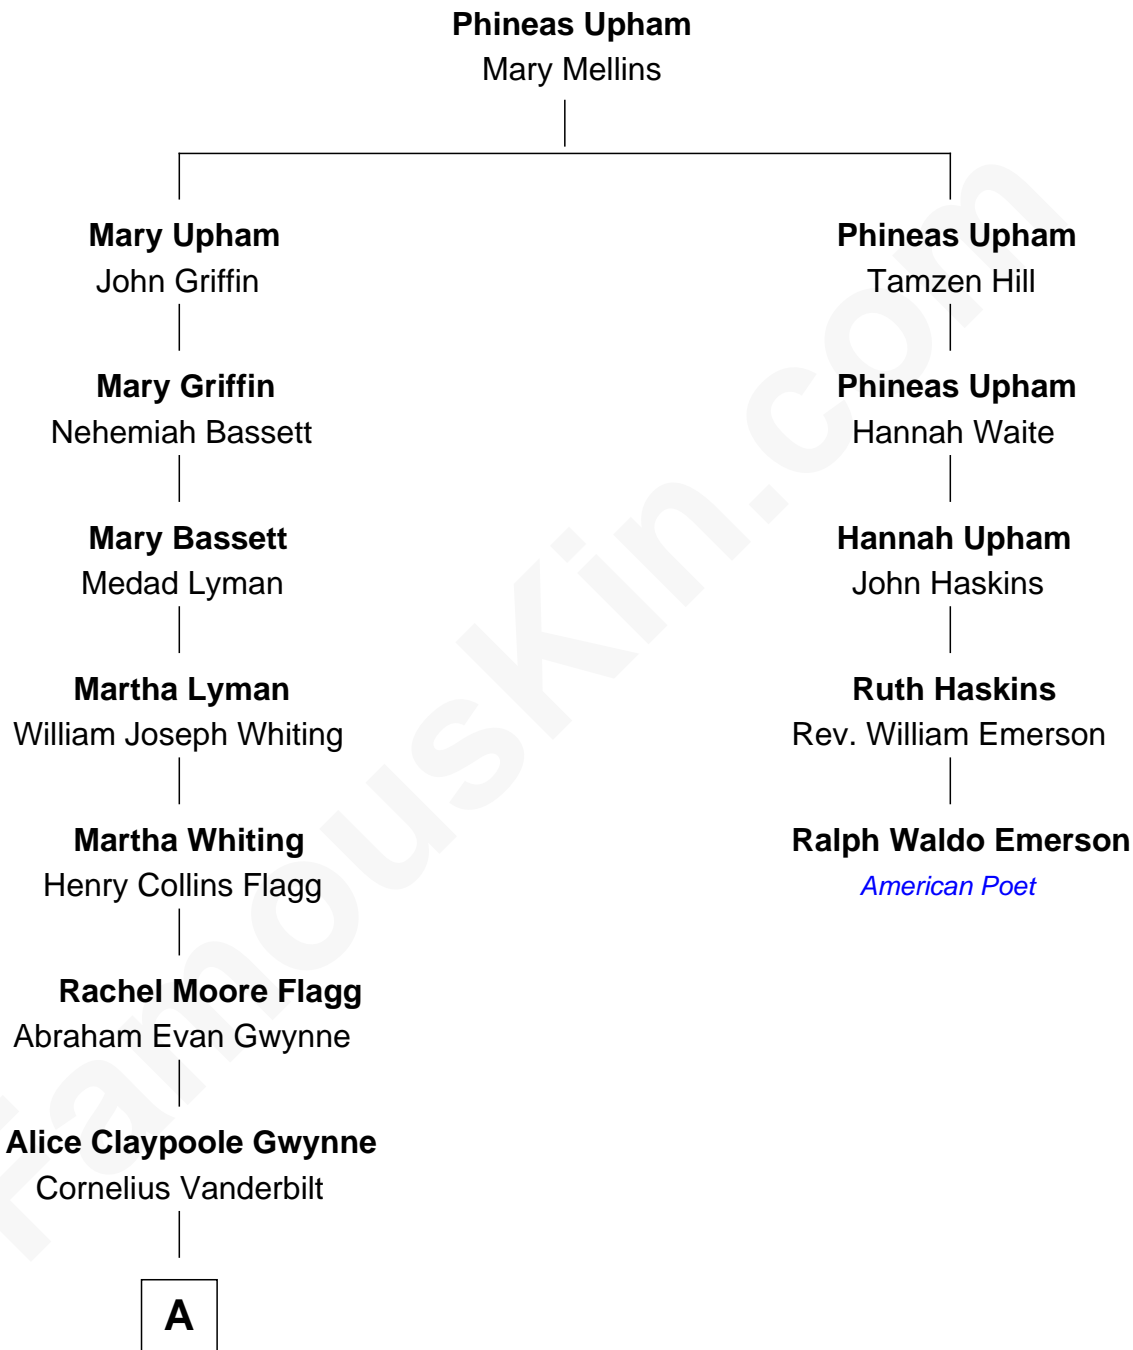 Phineas Upham
Mary Mellins
Mary Upham
John Griffin
Phineas Upham
Tamzen Hill
Mary Griffin
Nehemiah Bassett
Phineas Upham
Hannah Waite
Mary Bassett
Medad Lyman
Hannah Upham
John Haskins
Martha Lyman
William Joseph Whiting
Ruth Haskins
Rev. William Emerson
Martha Whiting
Henry Collins Flagg
Ralph Waldo Emerson
American Poet
Rachel Moore Flagg
Abraham Evan Gwynne
Alice Claypoole Gwynne
Cornelius Vanderbilt
A
FamousKin.com